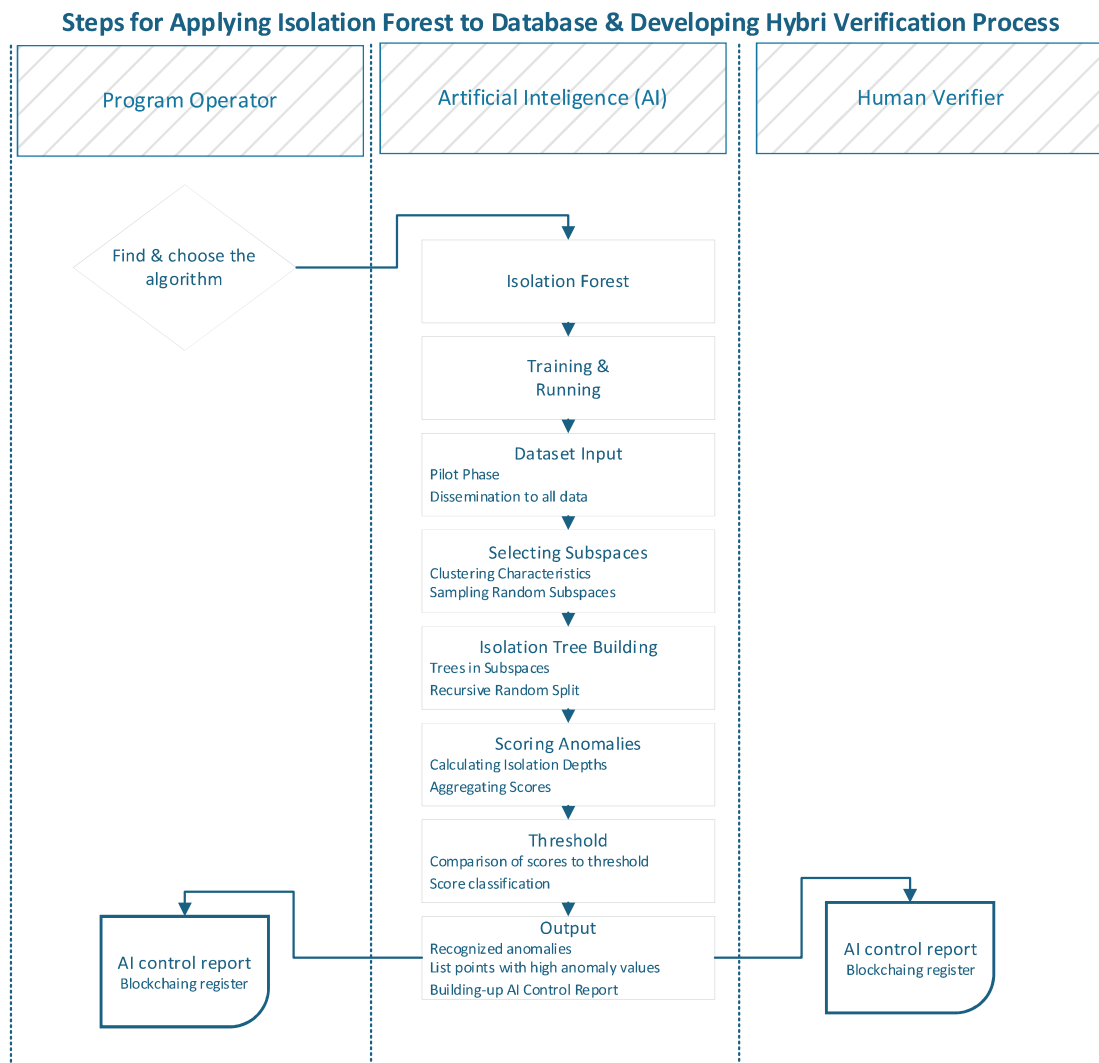 Steps for Applying Isolation Forest to Database & Developing Hybri Verification Process
Program Operator
Artificial Inteligence (AI)
Human Verifier
Find & choose the
algorithm
Isolation Forest
Training &
Running
Dataset Input
Pilot Phase
Dissemination to all data
Selecting Subspaces
Clustering Characteristics
Sampling Random Subspaces
Isolation Tree Building
Trees in Subspaces
Recursive Random Split
Scoring Anomalies
Calculating Isolation Depths
Aggregating Scores
Threshold
Comparison of scores to threshold
Score classification
Output
Recognized anomalies
List points with high anomaly values
Building-up AI Control Report
AI control report
Blockchaing register
AI control report
Blockchaing register